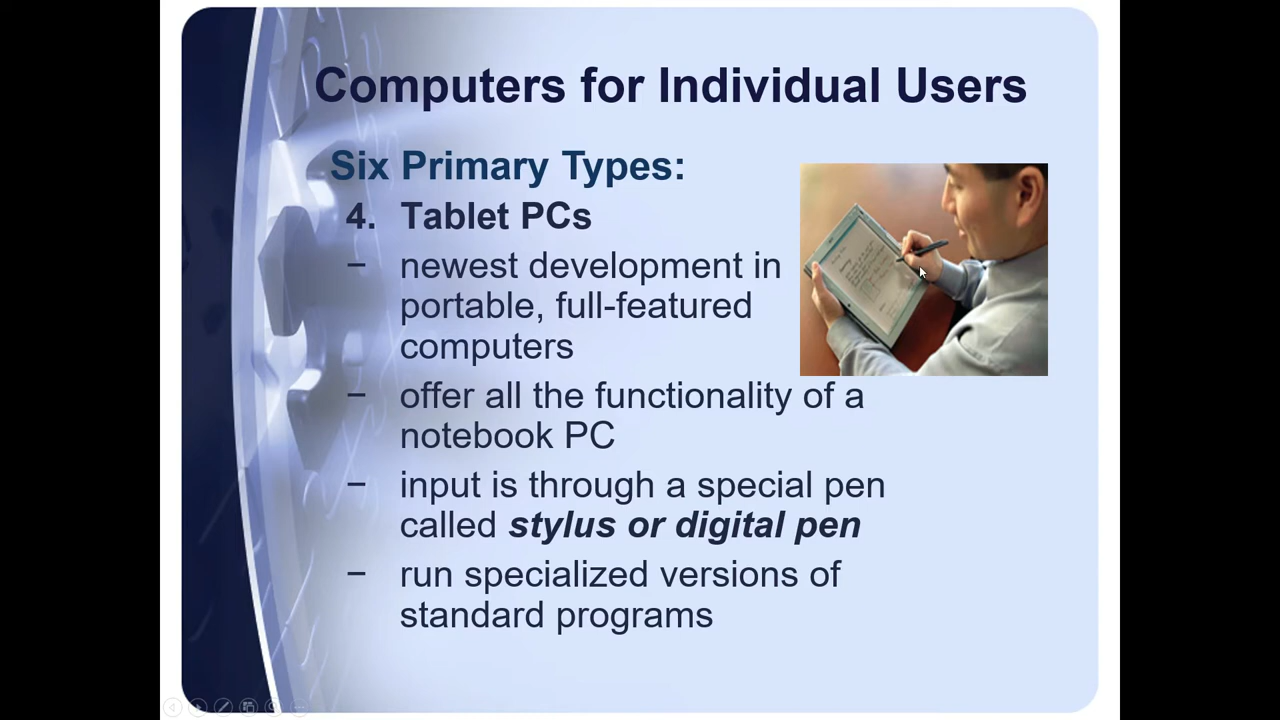 Computers for Individual Users
Six Primary Types:
4. Tablet PCs
– newest development in
portable, full-featured
computers
– offer all the functionality of a
notebook PC
– input is through a special pen
called stylus or digital pen
– run specialized versions of
standard programs